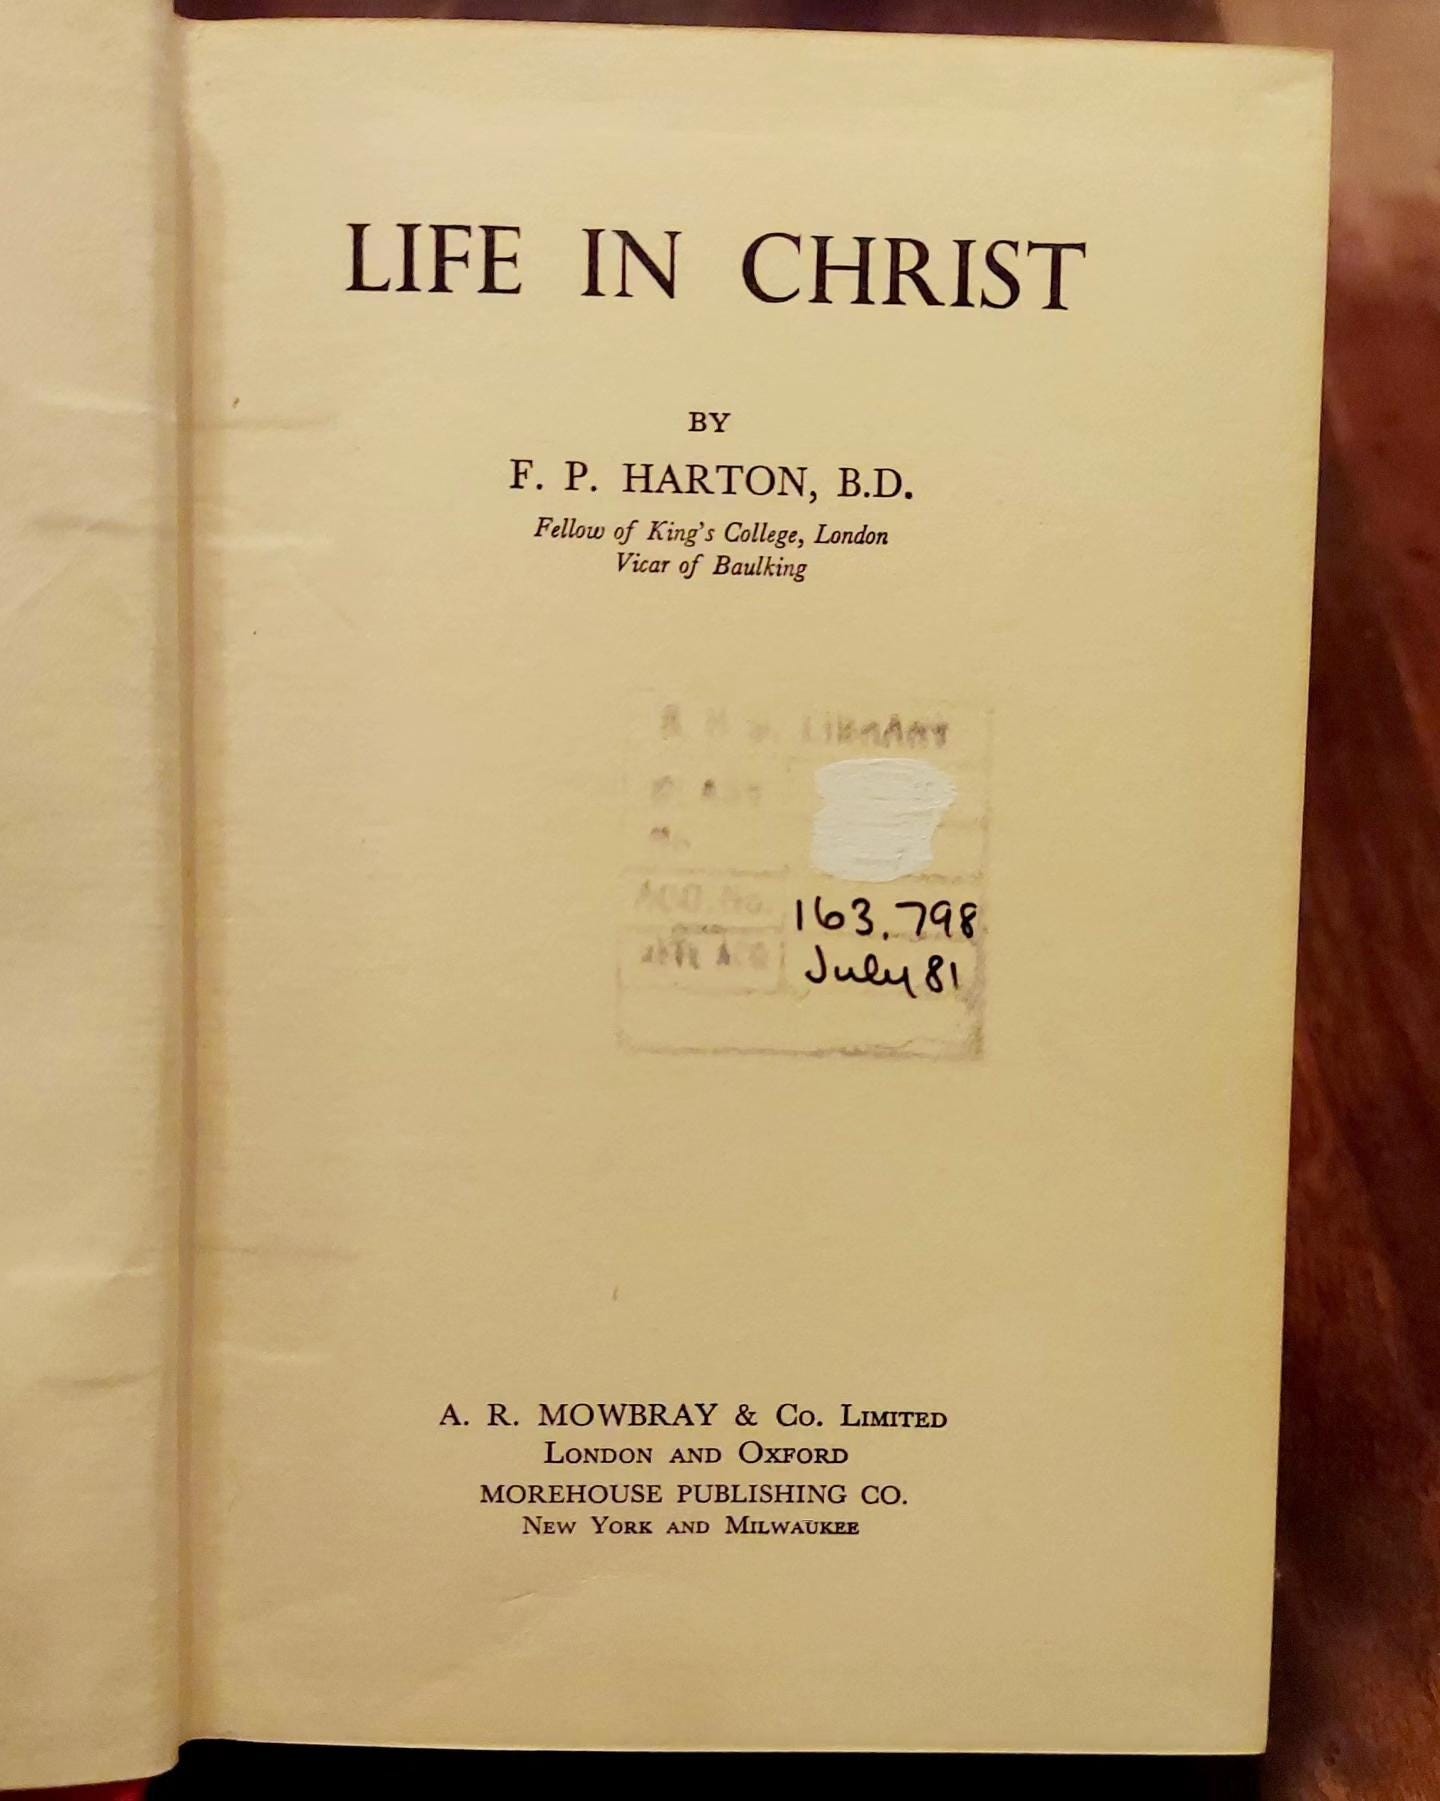 LIFE IN CHRIST
BY
F. P. HARTON, B.D.
Fellow of King's College, London
Vicar of Baulking
LIBRARY
163.798
July 81
A. R. MOWBRAY & Co. LIMITED
LONDON AND OXFORD
MOREHOUSE PUBLISHING CO.
NEW YORK AND MILWAUKEE